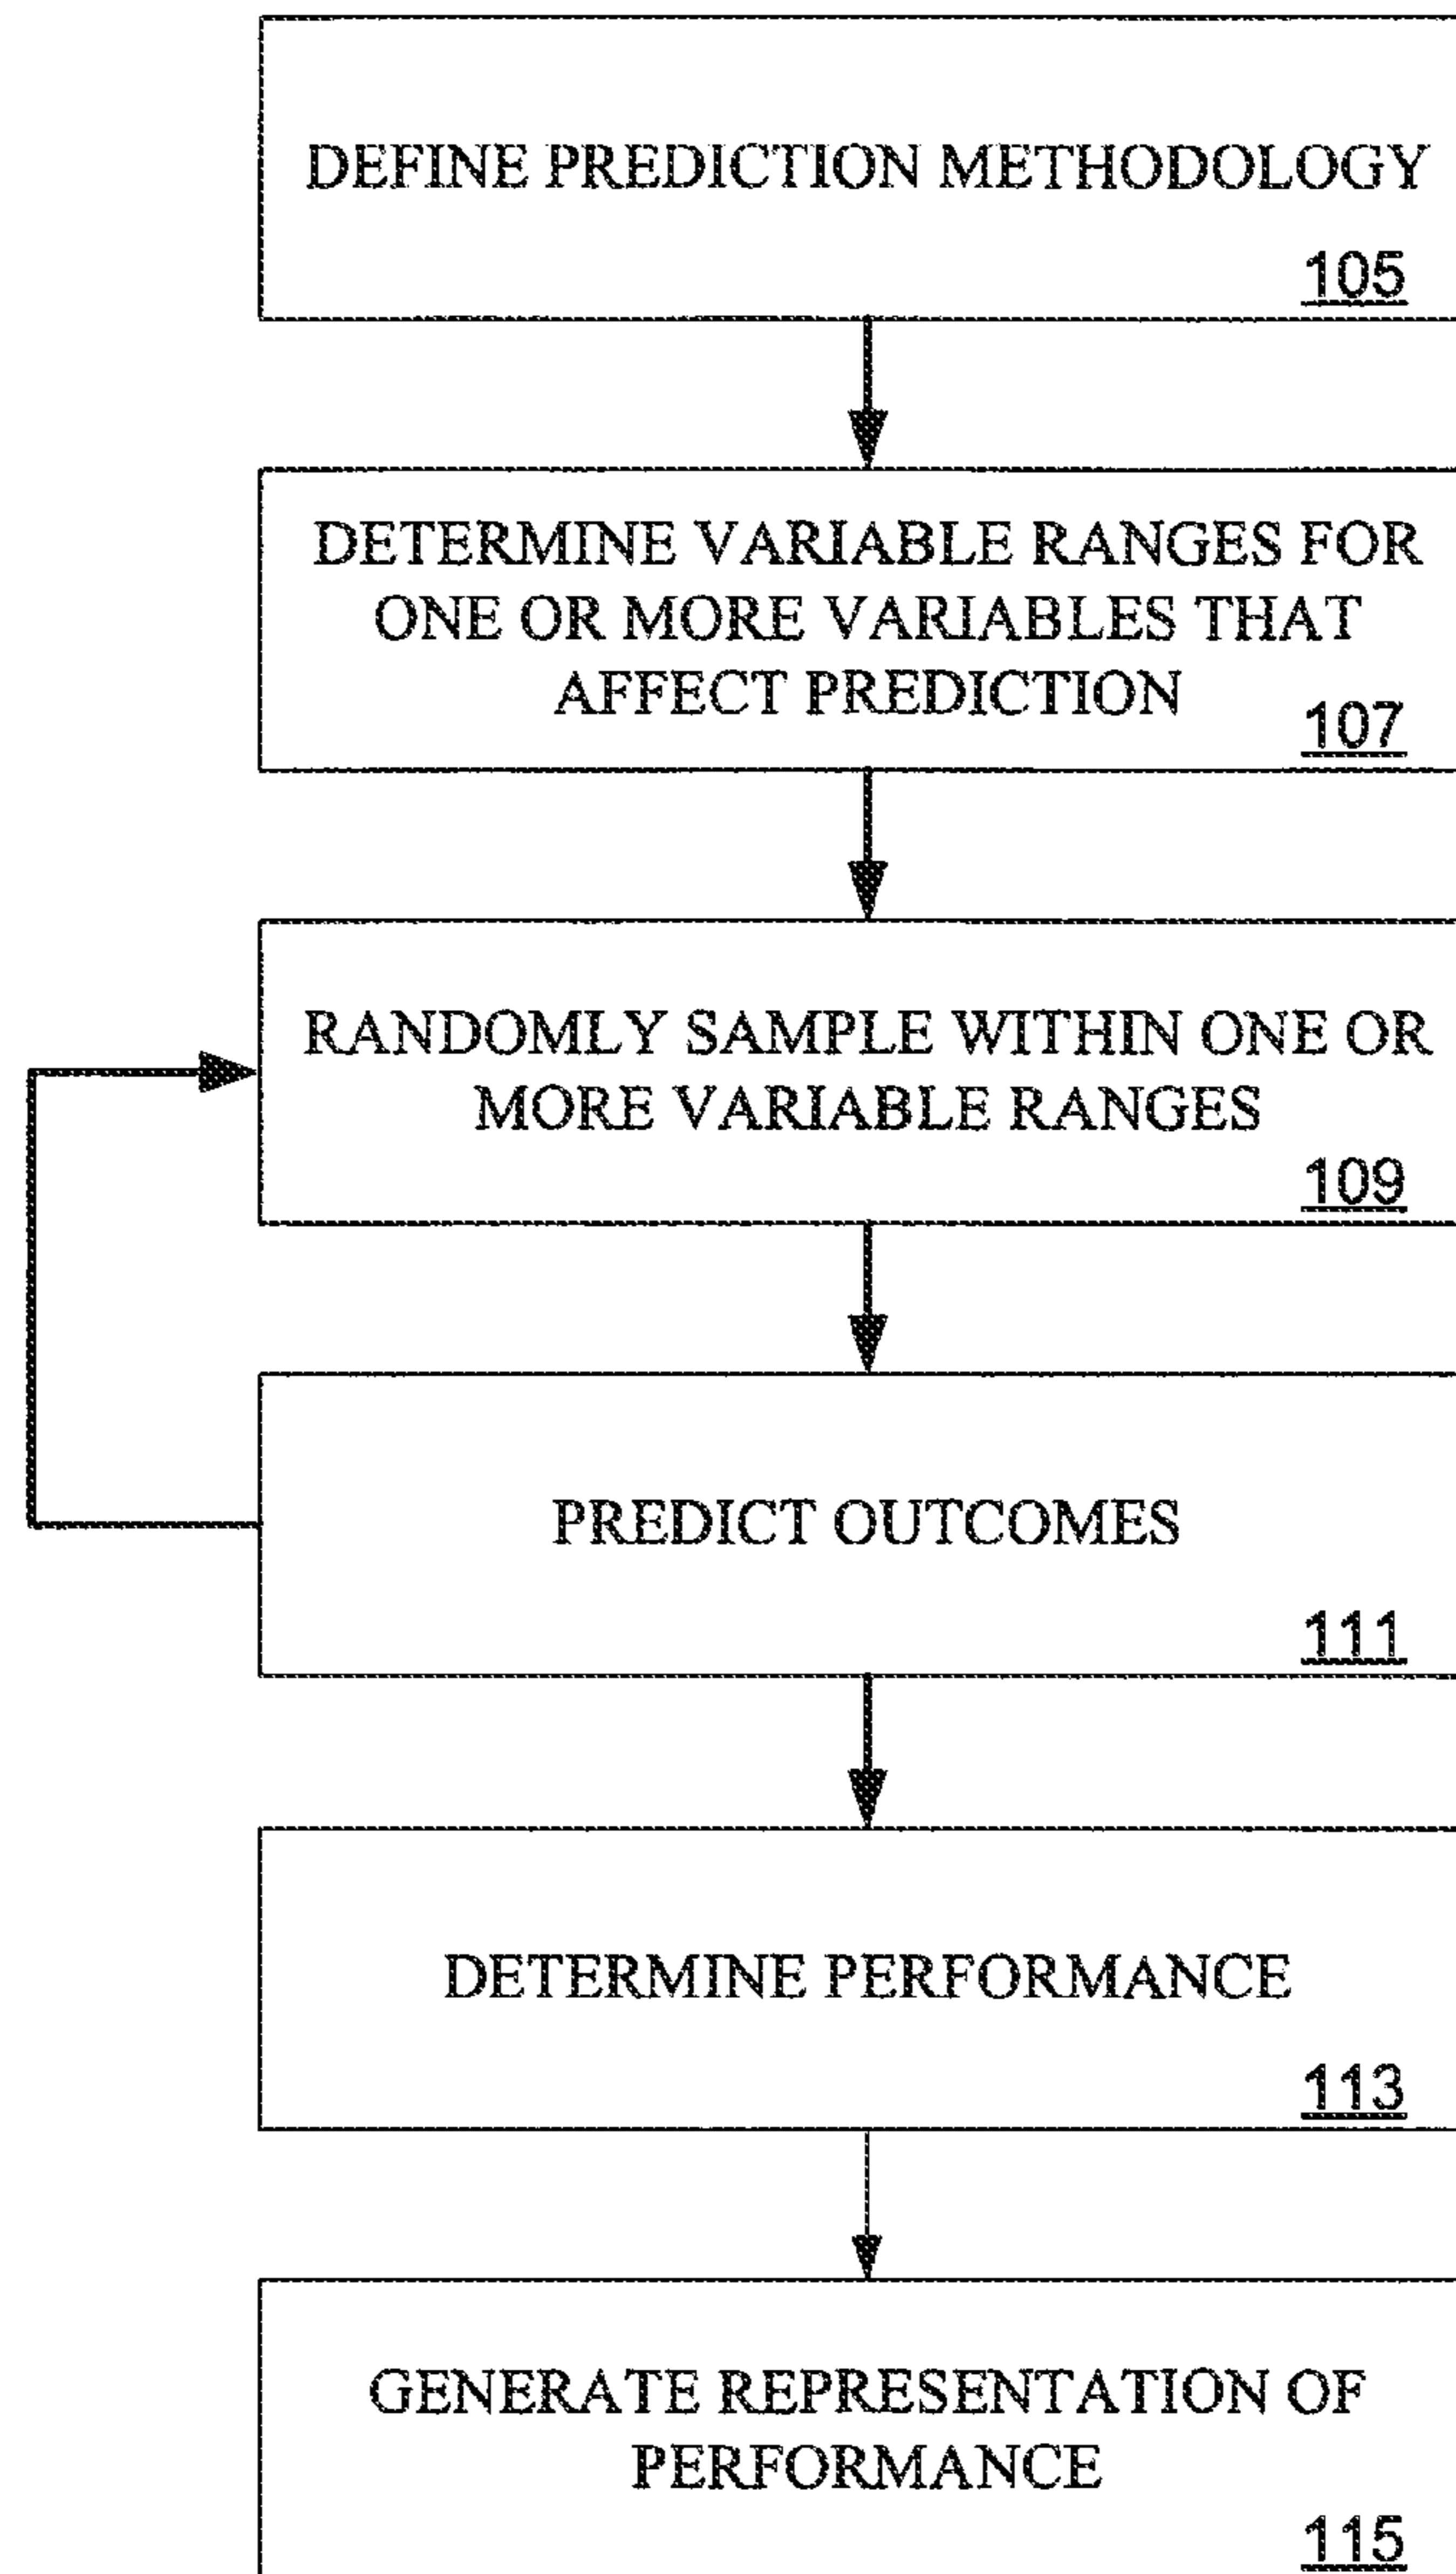 DEFINE PREDICTION METHODOLOGY
105
DETERMINE VARIABLE RANGES FOR
ONE OR MORE VARIABLES THAT
AFFECT PREDICTION
107
RANDOMLY SAMPLE WITHIN ONE OR
MORE VARIABLE RANGES
109
PREDICT OUTCOMES
111
DETERMINE PERFORMANCE
113
GENERATE REPRESENTATION OF
PERFORMANCE
115